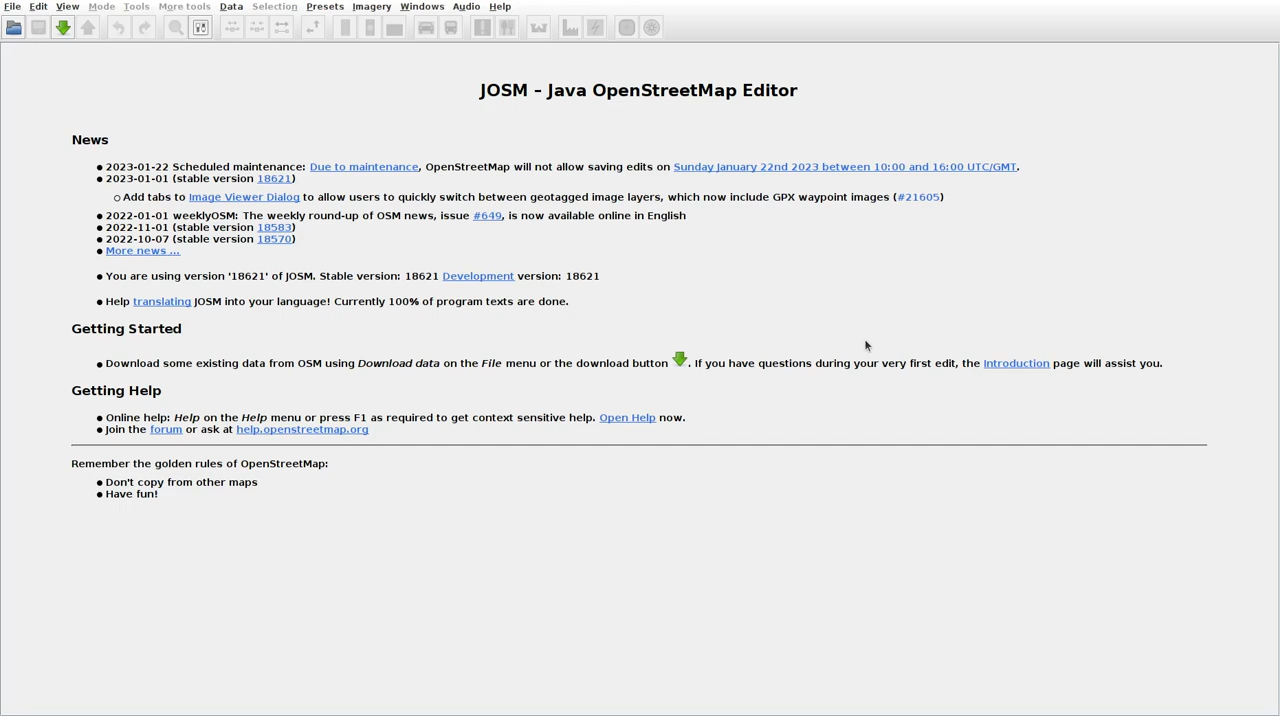 File Edit View Mode Tools More tools Data Selection Presets Imagery Windows Audio Help
JOSM – Java OpenStreetMap Editor
News
2023-01-22 Scheduled maintenance: Due to maintenance, OpenStreetMap will not allow saving edits on Sunday January 22nd 2023 between 10:00 and 16:00 UTC/GMT.
2023-01-01 (stable version 18621)
Add tabs to Image Viewer Dialog to allow users to quickly switch between geotagged image layers, which now include GPX waypoint images (#21605)
2022-01-01 weeklyOSM: The weekly round-up of OSM news, issue #649, is now available online in English
2022-11-01 (stable version 18583)
2022-10-07 (stable version 18570)
More news ...
You are using version '18621' of JOSM. Stable version: 18621 Development version: 18621
Help translating JOSM into your language! Currently 100% of program texts are done.
Getting Started
Download some existing data from OSM using Download data on the File menu or the download button . If you have questions during your very first edit, the Introduction page will assist you.
Getting Help
Online help: Help on the Help menu or press F1 as required to get context sensitive help. Open Help now.
Join the forum or ask at help.openstreetmap.org
Remember the golden rules of OpenStreetMap:
Don't copy from other maps
Have fun!